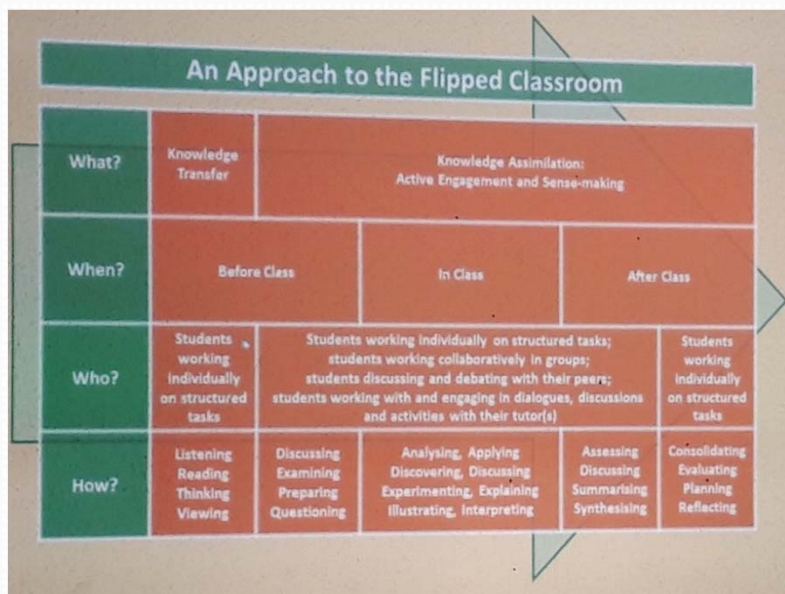 An Approach to the Flipped Classroom
What?
Knowledge
Transfer
Knowledge Assimilation:
Active Engagement and Sense-making
When?
Before Class
In Class
After Class
Who?
Students
working
individually
on structured
tasks
Students working individually on structured tasks;
students working collaboratively in groups;
students discussing and debating with their peers;
students working with and engaging in dialogues, discussions
and activities with their tutor(s)
Students
working
individually
on structured
tasks
How?
Listening
Reading
Thinking
Viewing
Discussing
Examining
Preparing
Questioning
Analysing, Applying
Discovering, Discussing
Experimenting, Explaining
Illustrating, Interpreting
Assessing
Discussing
Summarising
Synthesising
Consolidating
Evaluating
Planning
Reflecting